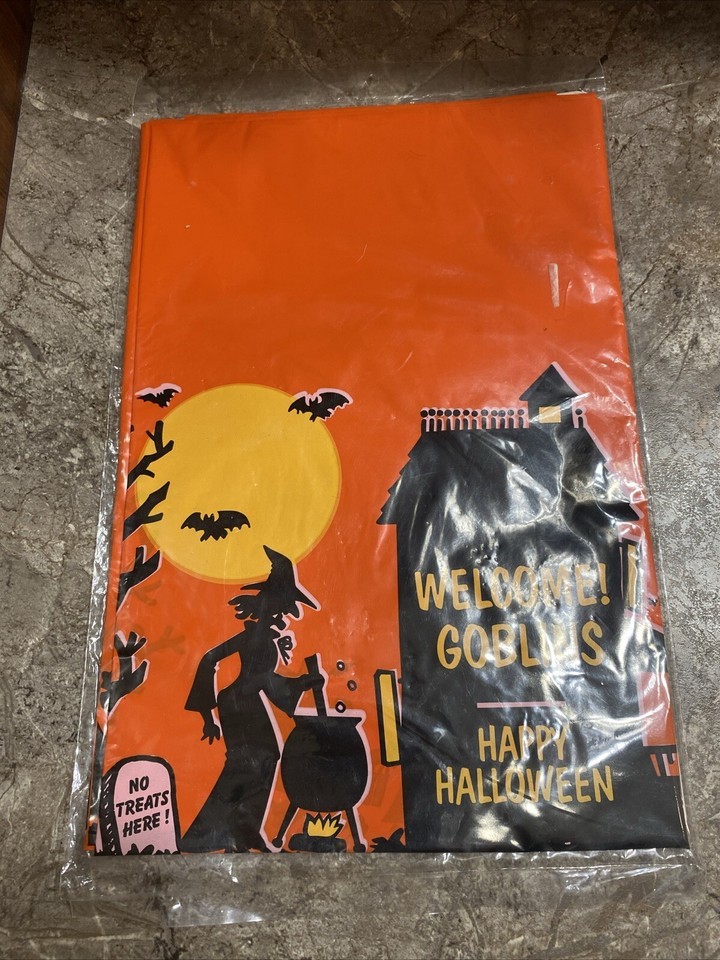 WELCOME!
GOBLINS
HAPPY
HALLOWEEN
NO
TREATS
HERE!